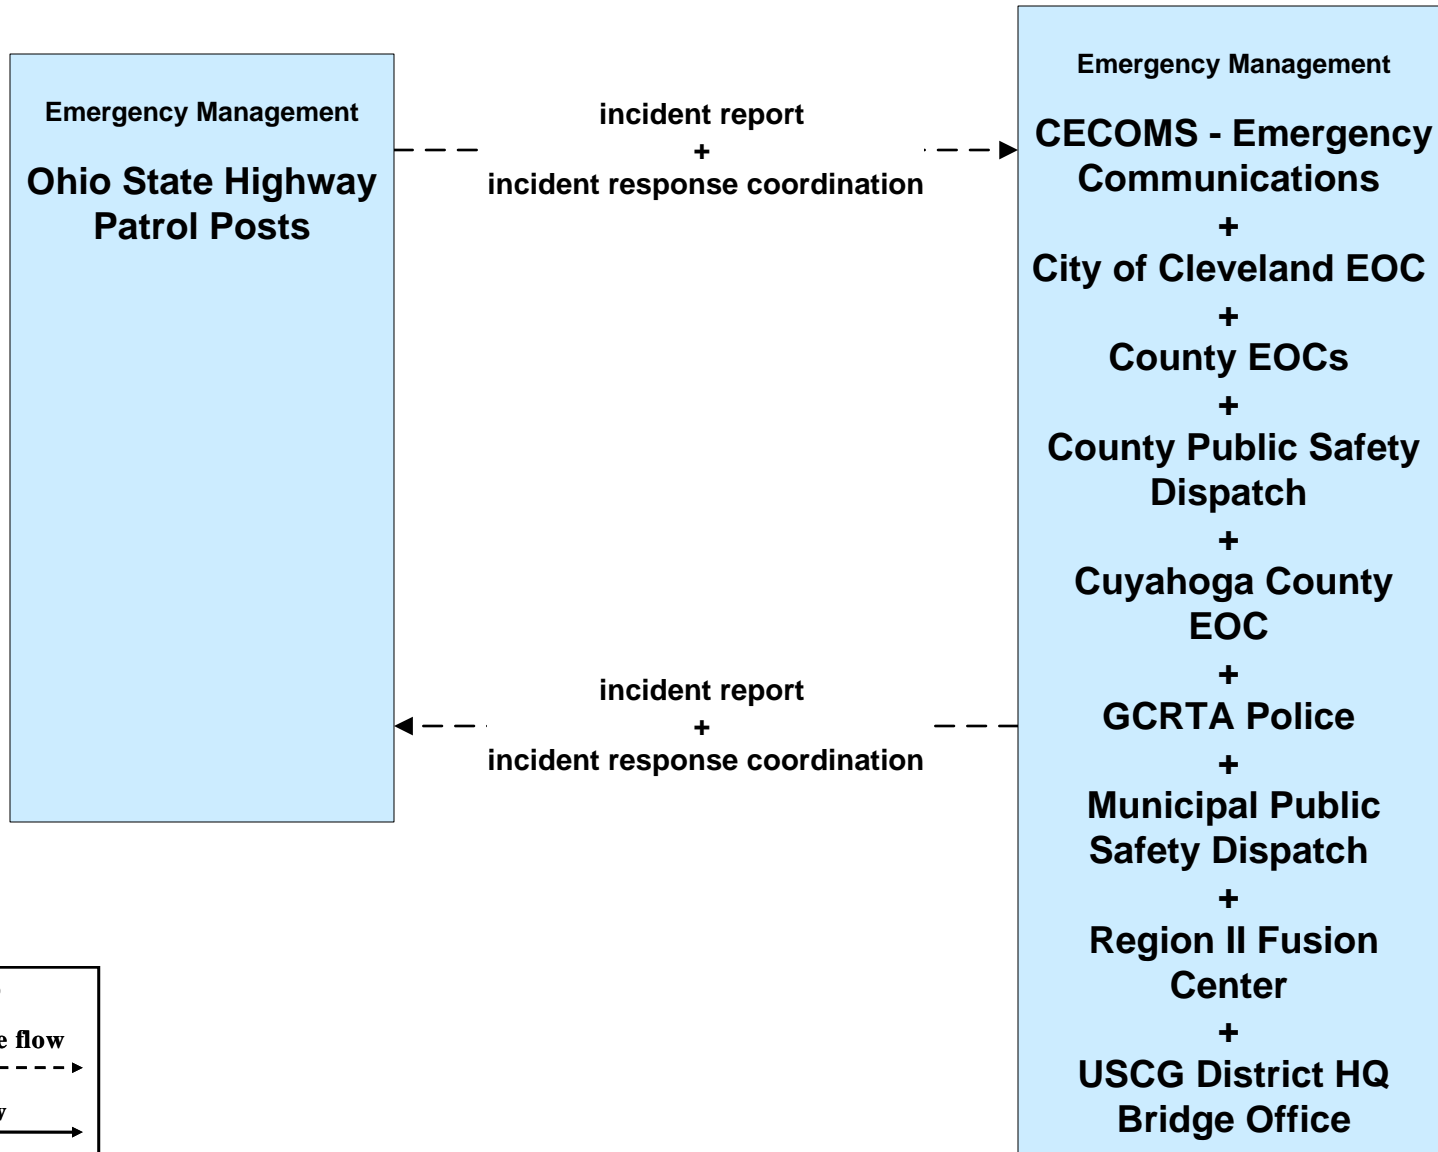 Emergency Management
Ohio State Highway
Patrol Posts
incident report
+
incident response coordination
incident report
+
incident response coordination
Emergency Management
CECOMS - Emergency
Communications
+
City of Cleveland EOC
+
County EOCs
+
County Public Safety
Dispatch
+
Cuyahoga County
EOC
+
GCRTA Police
+
Municipal Public
Safety Dispatch
+
Region II Fusion
Center
+
USCG District HQ
Bridge Office
flow